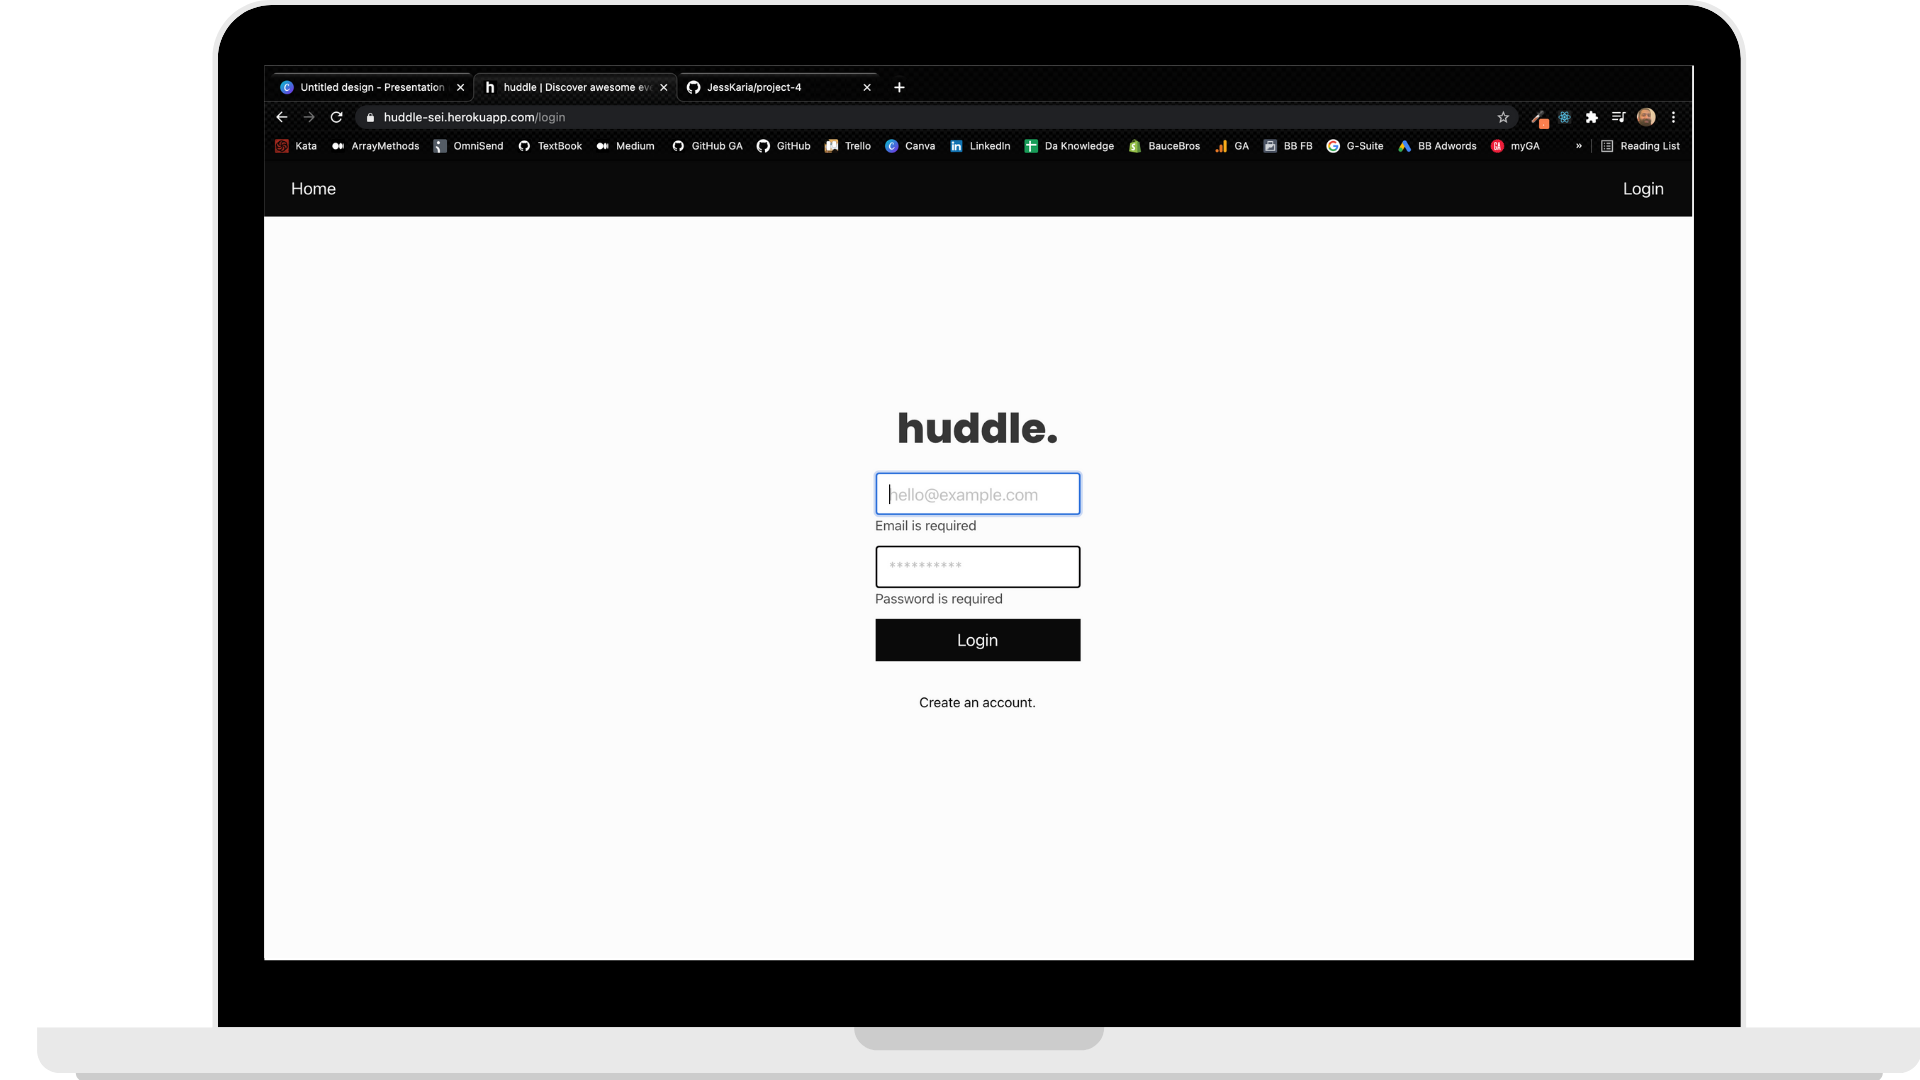 Untitled design - Presentation
huddle | Discover awesome ev
JessKaria/project-4
huddle-sei.herokuapp.com/login
Kata ArrayMethods OmniSend TextBook Medium GitHub GA GitHub Trello Canva LinkedIn Da Knowledge BauceBros GA BB FB G-Suite BB Adwords myGA » Reading List
Home Login
huddle.
hello@example.com
Email is required
**********
Password is required
Login
Create an account.